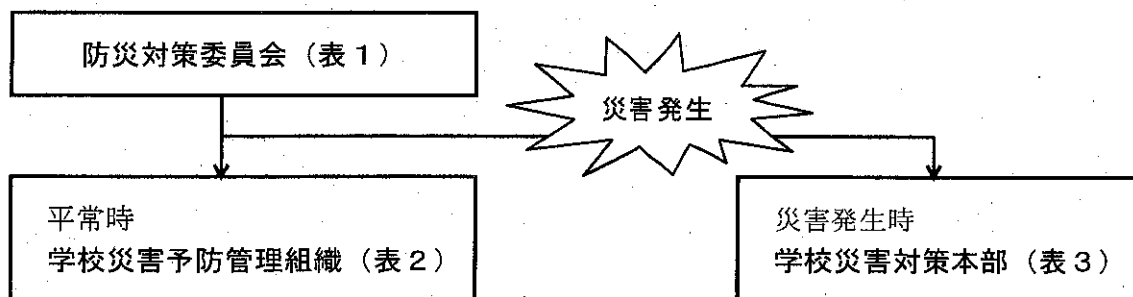 防災対策委員会（表１）
災害発生
平常時
学校災害予防管理組織（表２）
災害発生時
学校災害対策本部（表３）